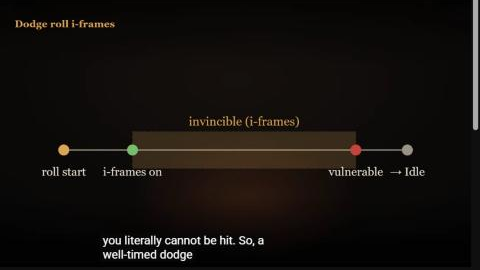 Dodge roll i-frames
invincible (i-frames)
roll start
i-frames on
vulnerable
→ Idle
you literally cannot be hit. So, a
well-timed dodge